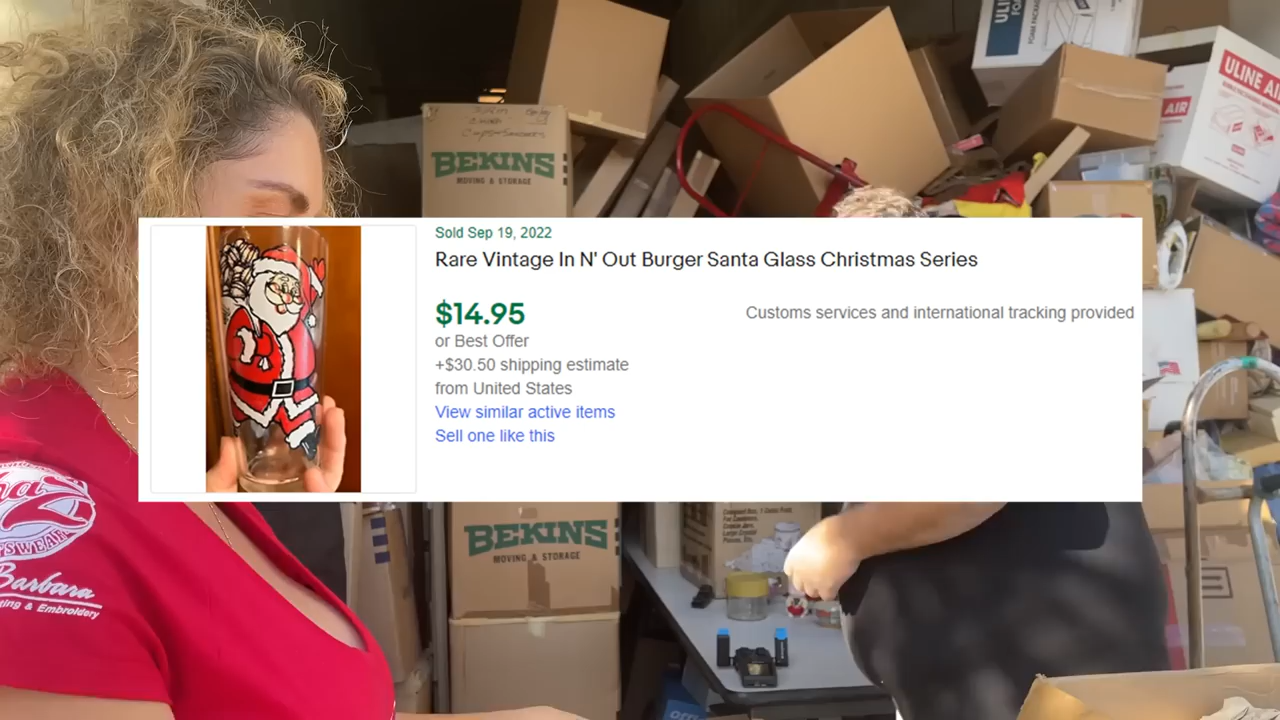 ULINE AIR
AIR
BEKINS
MOVING & STORAGE
Sold Sep 19, 2022
Rare Vintage In N' Out Burger Santa Glass Christmas Series
$14.95
Customs services and international tracking provided
or Best Offer
+$30.50 shipping estimate
from United States
View similar active items
Sell one like this
Barbara
ting & Embroidery
BEKINS
MOVING & STORAGE